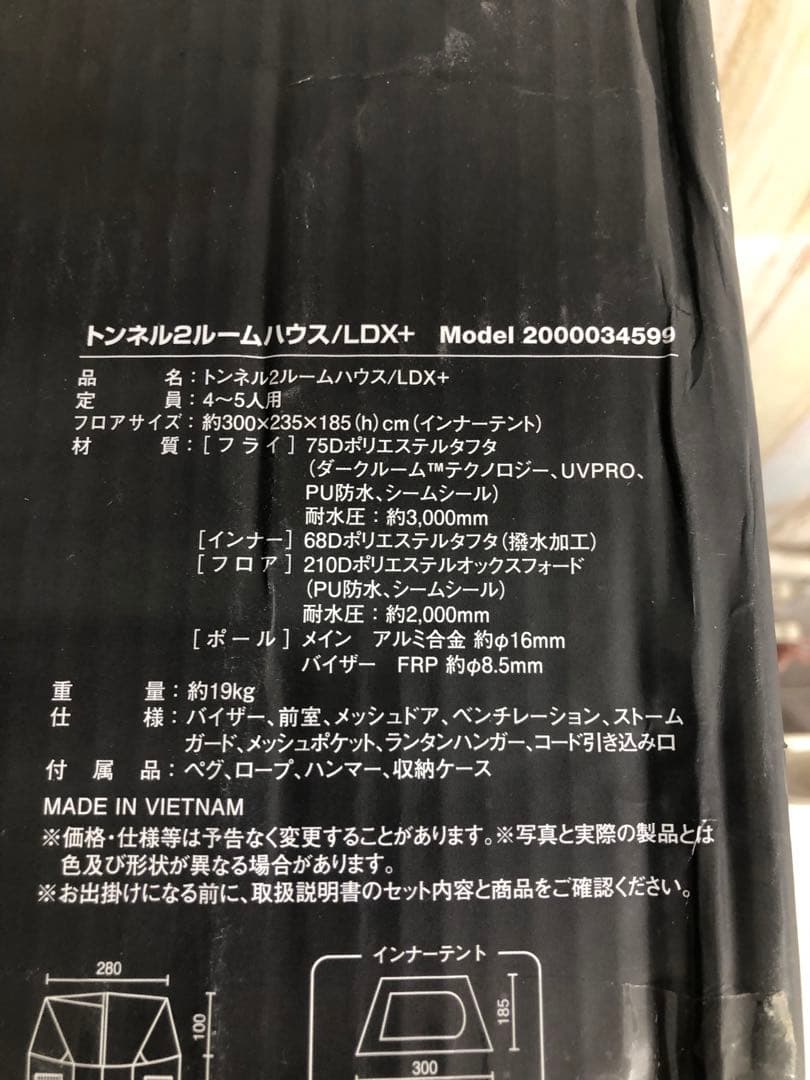 トンネル2ルームハウス/LDX+ Model 2000034599
品 名：トンネル2ルームハウス/LDX+
定 員：4〜5人用
フロアサイズ：約300×235×185(h)cm(インナーテント)
材 質：[フライ] 75Dポリエステルタフタ
(ダークルーム™テクノロジー、UVPRO、
PU防水、シームシール)
耐水圧：約3,000mm
[インナー] 68Dポリエステルタフタ(撥水加工)
[フロア] 210Dポリエステルオックスフォード
(PU防水、シームシール)
耐水圧：約2,000mm
[ポール] メイン アルミ合金 約φ16mm
バイザー FRP 約φ8.5mm
重 量：約19kg
仕 様：バイザー、前室、メッシュドア、ベンチレーション、ストーム
ガード、メッシュポケット、ランタンハンガー、コード引き込み口
付 属 品：ペグ、ロープ、ハンマー、収納ケース
MADE IN VIETNAM
※価格・仕様等は予告なく変更することがあります。※写真と実際の製品とは
色及び形状が異なる場合があります。
※お出掛けになる前に、取扱説明書のセット内容と商品をご確認ください。
280
100
インナーテント
185
300